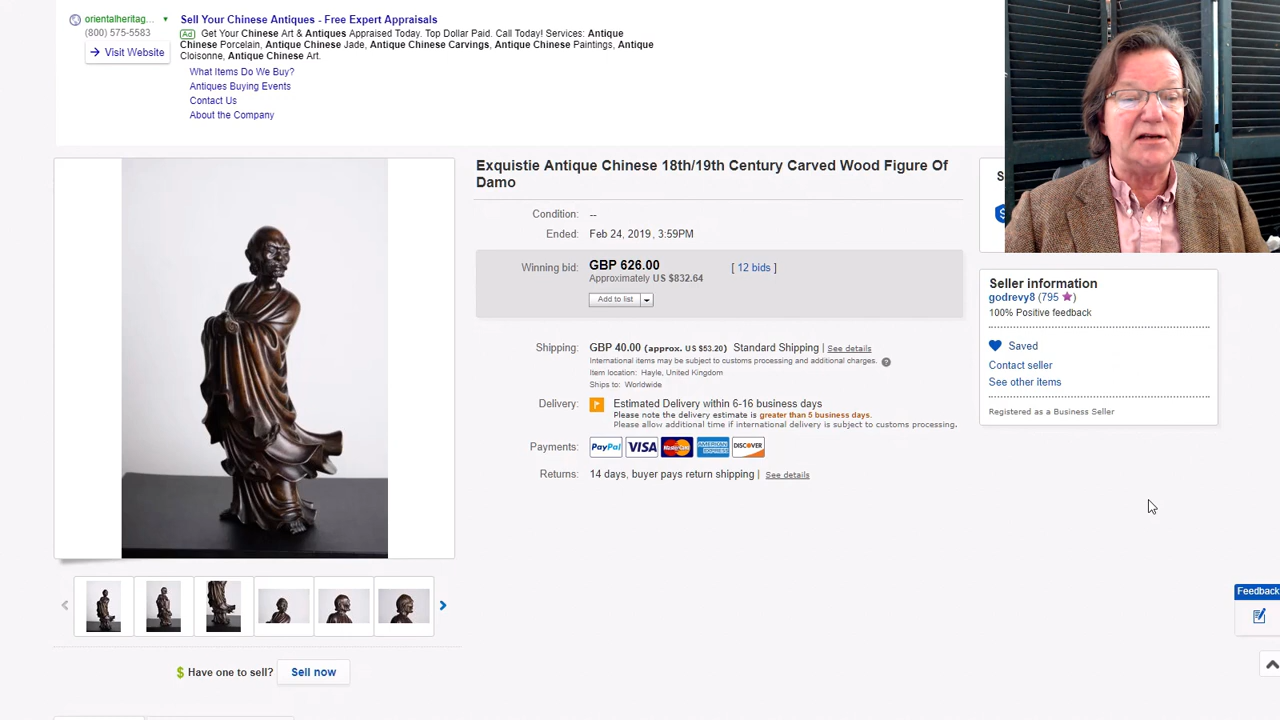 orientalheritag...
(800) 575-5583
Visit Website
Sell Your Chinese Antiques - Free Expert Appraisals
Ad Get Your Chinese Art & Antiques Appraised Today. Top Dollar Paid. Call Today! Services: Antique
Chinese Porcelain, Antique Chinese Jade, Antique Chinese Carvings, Antique Chinese Paintings, Antique
Cloisonne, Antique Chinese Art.
What Items Do We Buy?
Antiques Buying Events
Contact Us
About the Company
Exquistie Antique Chinese 18th/19th Century Carved Wood Figure Of
Damo
Condition: --
Ended: Feb 24, 2019 , 3:59PM
Winning bid: GBP 626.00 [ 12 bids ]
Approximately US $832.64
Add to list
Shipping: GBP 40.00 (approx. US $53.20) Standard Shipping | See details
International items may be subject to customs processing and additional charges. ?
Item location: Hayle, United Kingdom
Ships to: Worldwide
Delivery: Estimated Delivery within 6-16 business days
Please note the delivery estimate is greater than 5 business days.
Please allow additional time if international delivery is subject to customs processing.
Payments: PayPal VISA MasterCard AMERICAN EXPRESS DISCOVER
Returns: 14 days, buyer pays return shipping | See details
S
Seller information
godrevy8 (795 )
100% Positive feedback
Saved
Contact seller
See other items
Registered as a Business Seller
$ Have one to sell? Sell now
Feedback